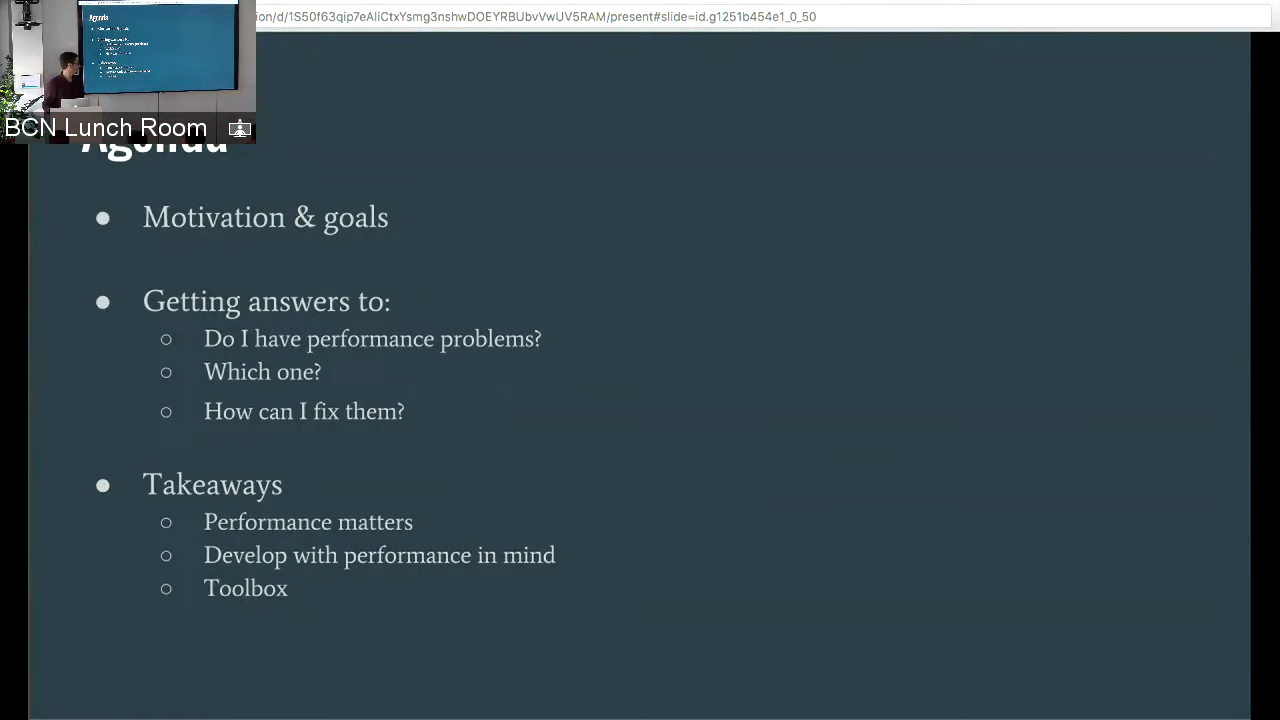 ion/d/1S50f63qip7eAIiCtxYsmg3nshwDOEYRBUbvVwUV5RAM/present#slide=id.g1251b454e1_0_50
BCN Lunch Room
Agenda
● Motivation & goals
● Getting answers to:
○ Do I have performance problems?
○ Which one?
○ How can I fix them?
● Takeaways
○ Performance matters
○ Develop with performance in mind
○ Toolbox